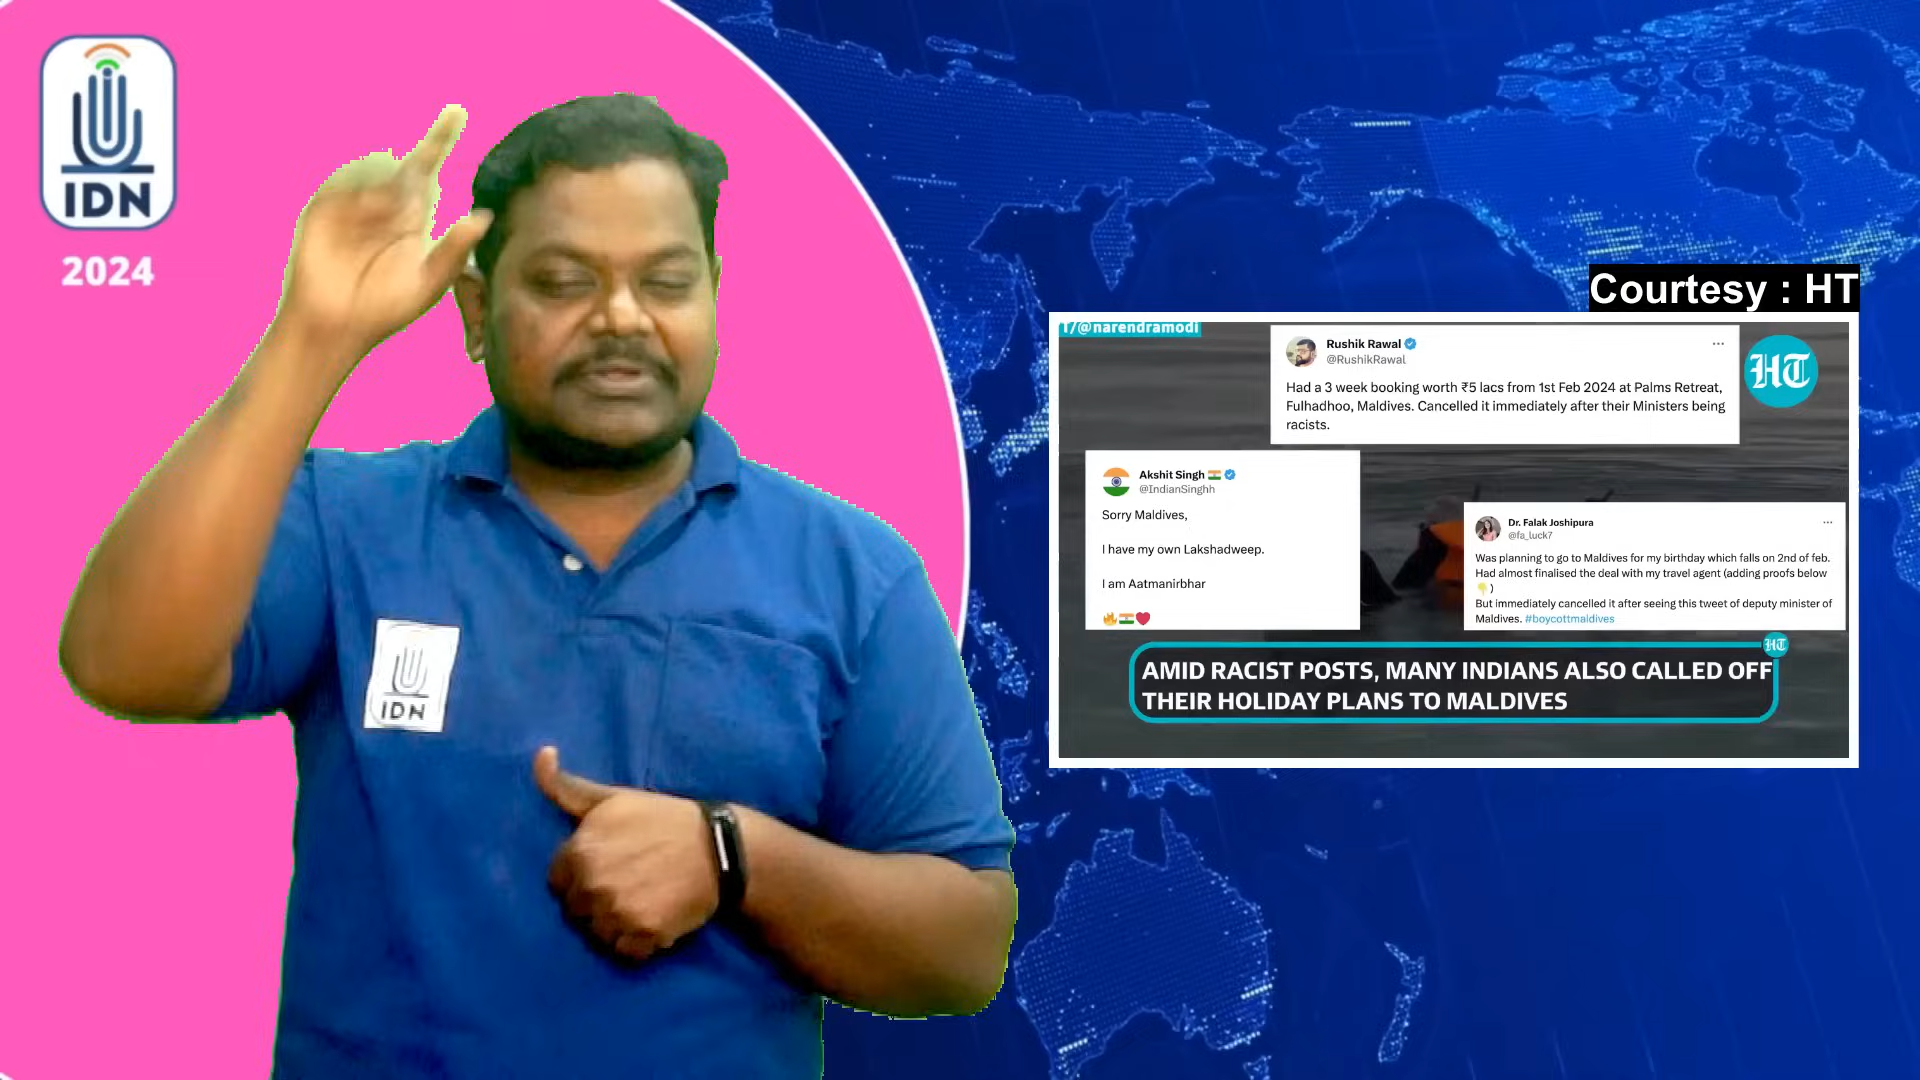 IDN
2024
IDN
Courtesy : HT
T/@narendramodi
HT
Rushik Rawal
@RushikRawal
Had a 3 week booking worth ₹5 lacs from 1st Feb 2024 at Palms Retreat,
Fulhadhoo, Maldives. Cancelled it immediately after their Ministers being
racists.
Akshit Singh
@IndianSinghh
Sorry Maldives,
I have my own Lakshadweep.
I am Aatmanirbhar
🔥🇮🇳❤️
Dr. Falak Joshipura
@fa_luck7
Was planning to go to Maldives for my birthday which falls on 2nd of feb.
Had almost finalised the deal with my travel agent (adding proofs below
👇)
But immediately cancelled it after seeing this tweet of deputy minister of
Maldives. #boycottmaldives
HT
AMID RACIST POSTS, MANY INDIANS ALSO CALLED OFF
THEIR HOLIDAY PLANS TO MALDIVES